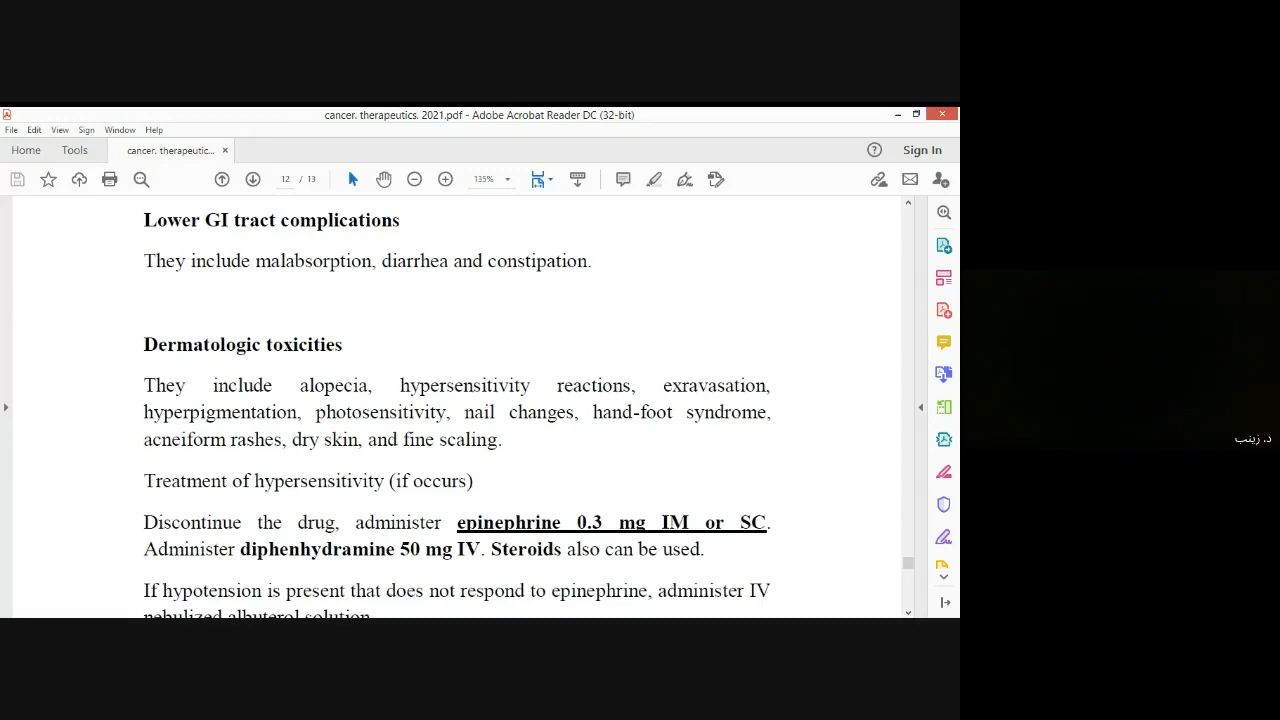 cancer. therapeutics. 2021.pdf - Adobe Acrobat Reader DC (32-bit)
File Edit View Sign Window Help
Home Tools cancer. therapeutic... × Sign In
12 / 13 135%
Lower GI tract complications
They include malabsorption, diarrhea and constipation.
Dermatologic toxicities
They include alopecia, hypersensitivity reactions, exravasation,
hyperpigmentation, photosensitivity, nail changes, hand-foot syndrome,
acneiform rashes, dry skin, and fine scaling.
د. زينب
Treatment of hypersensitivity (if occurs)
Discontinue the drug, administer epinephrine 0.3 mg IM or SC.
Administer diphenhydramine 50 mg IV. Steroids also can be used.
If hypotension is present that does not respond to epinephrine, administer IV
nebulized albuterol solution.